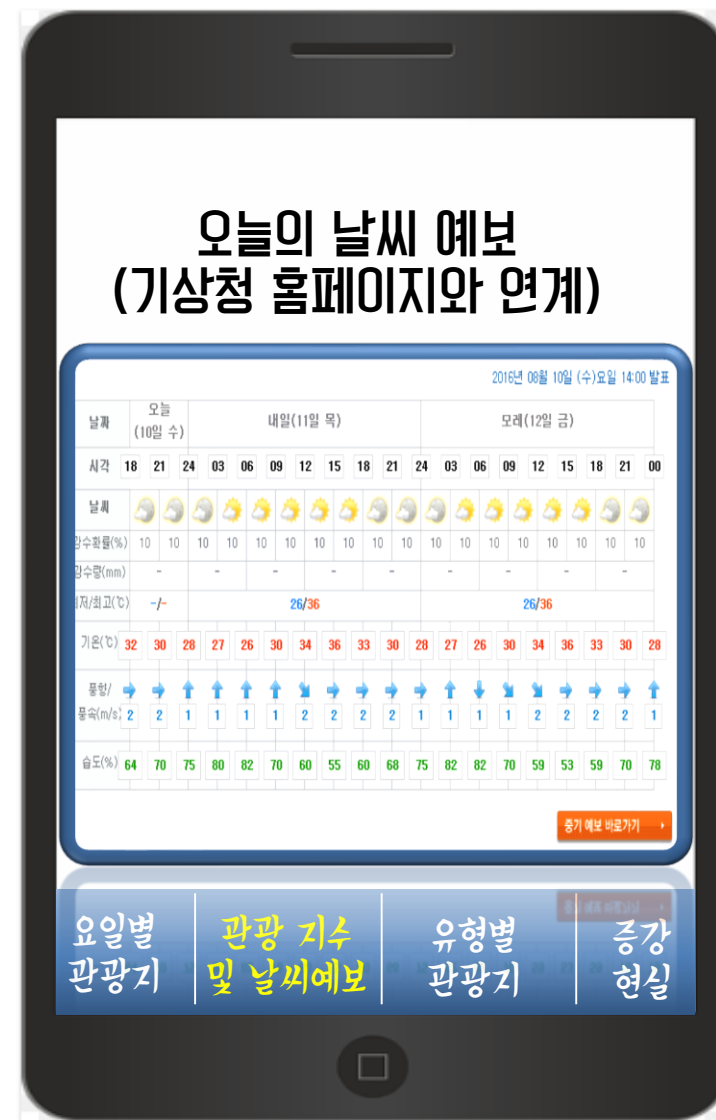 오늘의 날씨 예보
(기상청 홈페이지와 연계)
2016년 08월 10일 (수)요일 14:00 발표
날짜 오늘 (10일 수) 내일(11일 목) 모레(12일 금)
시각 18 21 24 03 06 09 12 15 18 21 24 03 06 09 12 15 18 21 00
날씨
강수확률(%) 10 10 10 10 10 10 10 10 10 10 10 10 10 10 10 10 10 10
강수량(mm) - - - - - - - - -
최저/최고(℃) -/- 26/36 26/36
기온(℃) 32 30 28 27 26 30 34 36 33 30 28 27 26 30 34 36 33 30 28
풍향/
풍속(m/s) 2 2 1 1 1 1 2 2 2 2 1 1 1 1 2 2 2 2 1
습도(%) 64 70 75 80 82 70 60 55 60 68 75 82 82 70 59 53 59 70 78
중기 예보 바로가기
요일별 관광지
관광 지수 및 날씨예보
유형별 관광지
증강 현실